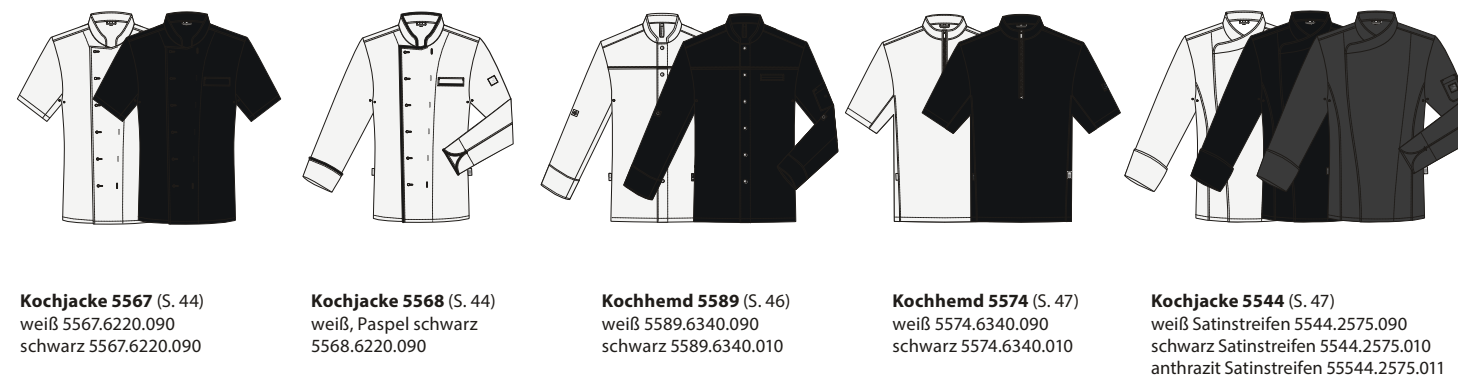 Kochjacke 5567 (S. 44)
weiß 5567.6220.090
schwarz 5567.6220.090
Kochjacke 5568 (S. 44)
weiß, Paspel schwarz
5568.6220.090
Kochhemd 5589 (S. 46)
weiß 5589.6340.090
schwarz 5589.6340.010
Kochhemd 5574 (S. 47)
weiß 5574.6340.090
schwarz 5574.6340.010
Kochjacke 5544 (S. 47)
weiß Satinstreifen 5544.2575.090
schwarz Satinstreifen 5544.2575.010
anthrazit Satinstreifen 55544.2575.011